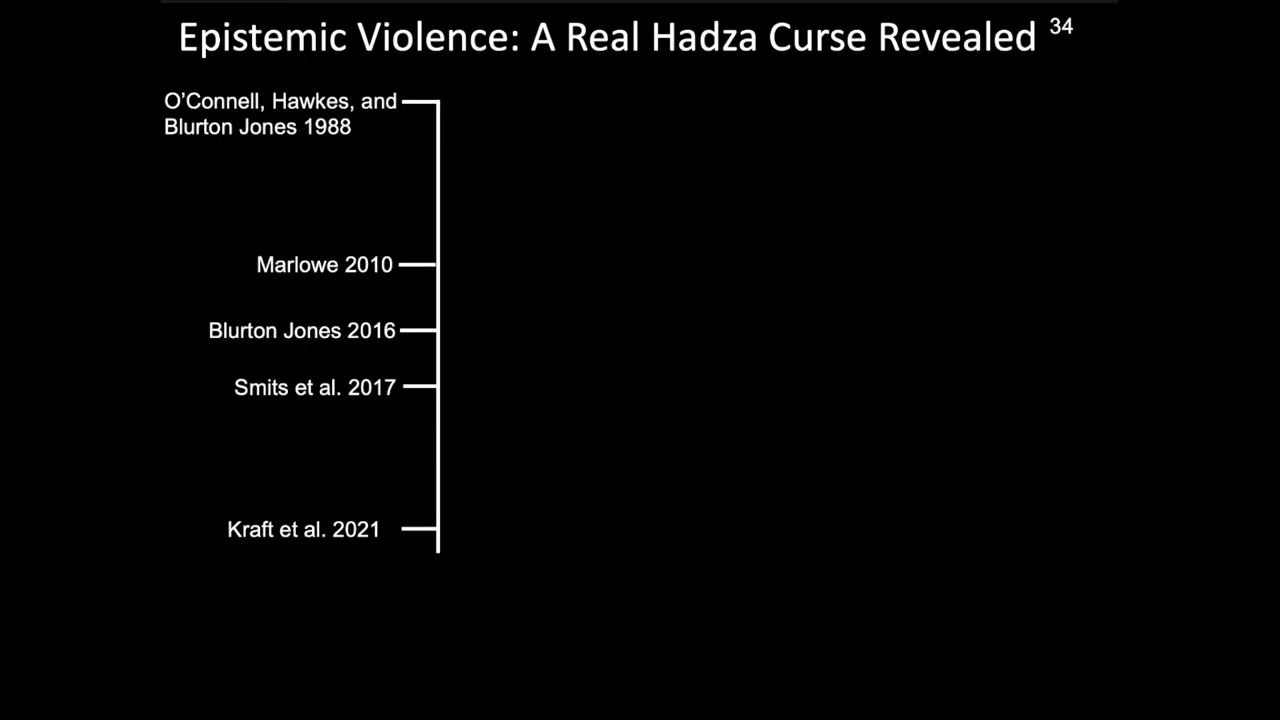 Epistemic Violence: A Real Hadza Curse Revealed 34
O'Connell, Hawkes, and
Blurton Jones 1988
Marlowe 2010
Blurton Jones 2016
Smits et al. 2017
Kraft et al. 2021